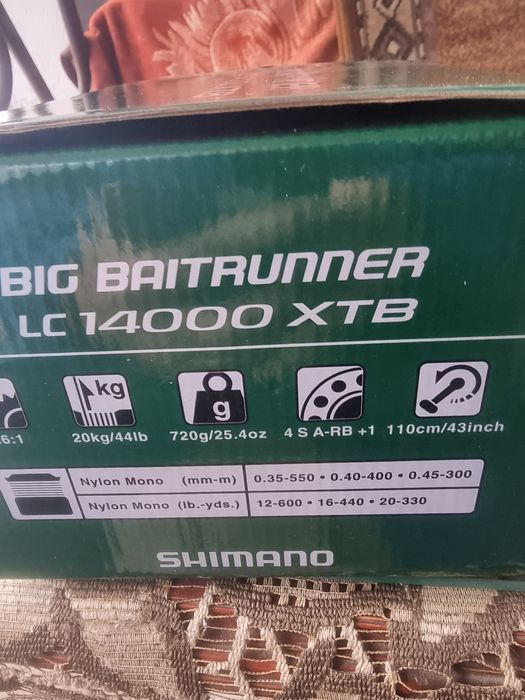 BIG BAITRUNNER
LC 14000 XTB
kg
g
.6:1
20kg/44lb
720g/25.4oz
4 S A-RB +1
110cm/43inch
Nylon Mono (mm-m) 0.35-550 • 0.40-400 • 0.45-300
Nylon Mono (lb.-yds.) 12-600 • 16-440 • 20-330
SHIMANO